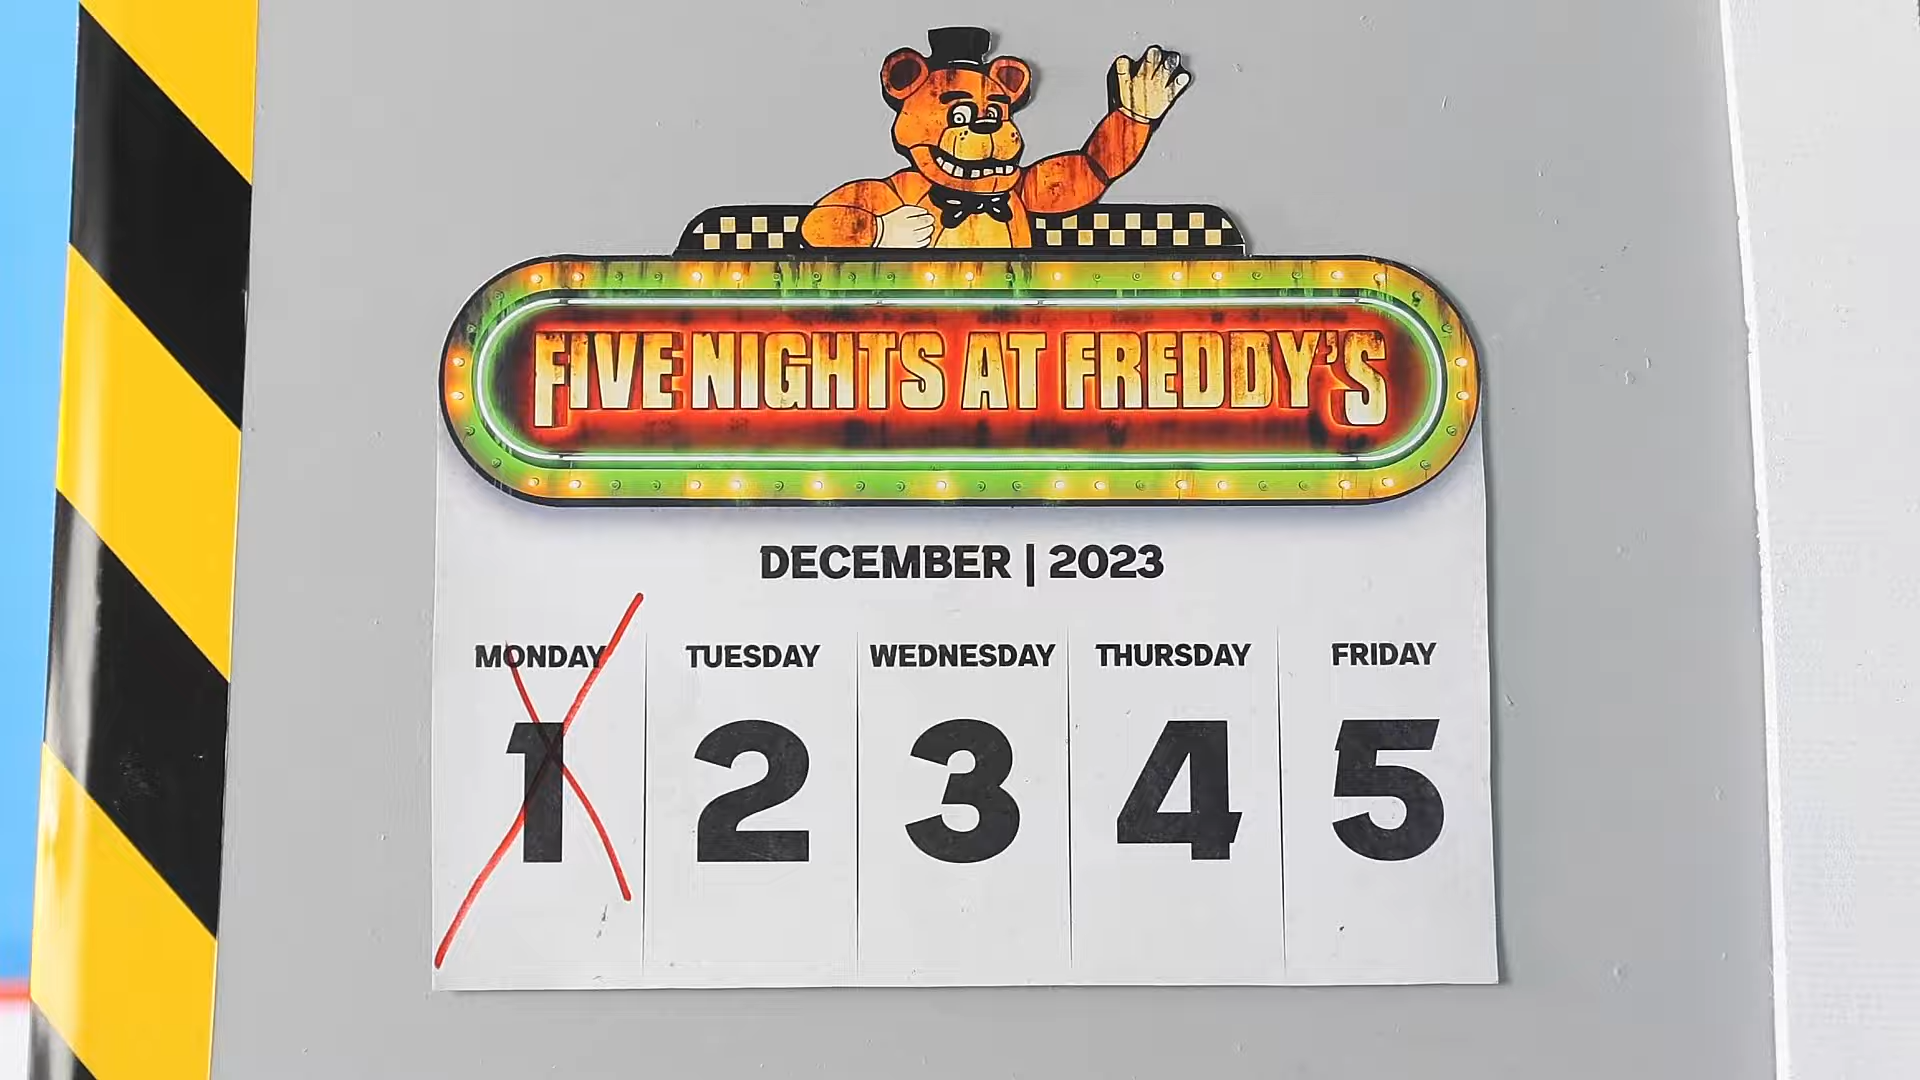 FIVE NIGHTS AT FREDDY'S
DECEMBER | 2023
MONDAY TUESDAY WEDNESDAY THURSDAY FRIDAY
1 2 3 4 5